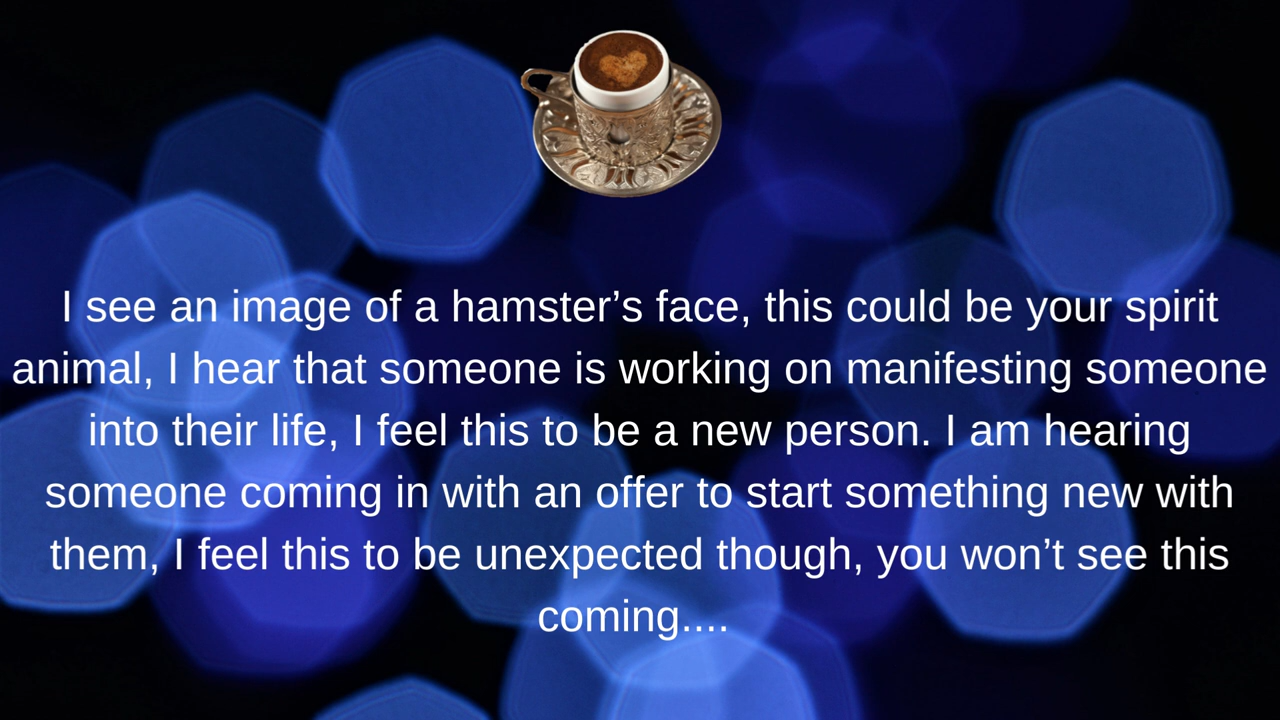 I see an image of a hamster’s face, this could be your spirit
animal, I hear that someone is working on manifesting someone
into their life, I feel this to be a new person. I am hearing
someone coming in with an offer to start something new with
them, I feel this to be unexpected though, you won’t see this
coming....